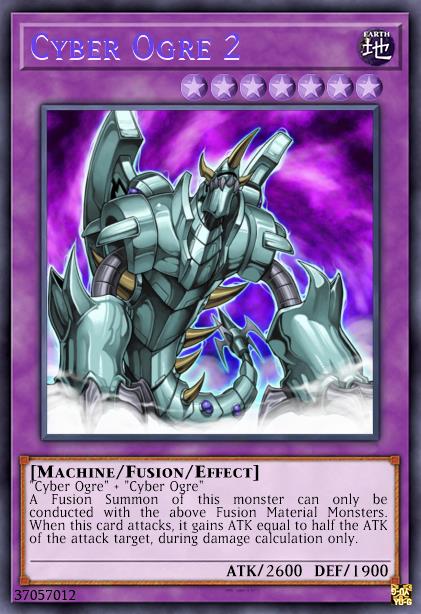 Cyber Ogre 2
EARTH
地
[Machine/Fusion/Effect]
"Cyber Ogre" + "Cyber Ogre"
A Fusion Summon of this monster can only be
conducted with the above Fusion Material Monsters.
When this card attacks, it gains ATK equal to half the ATK
of the attack target, during damage calculation only.
ATK/2600 DEF/1900
37057012